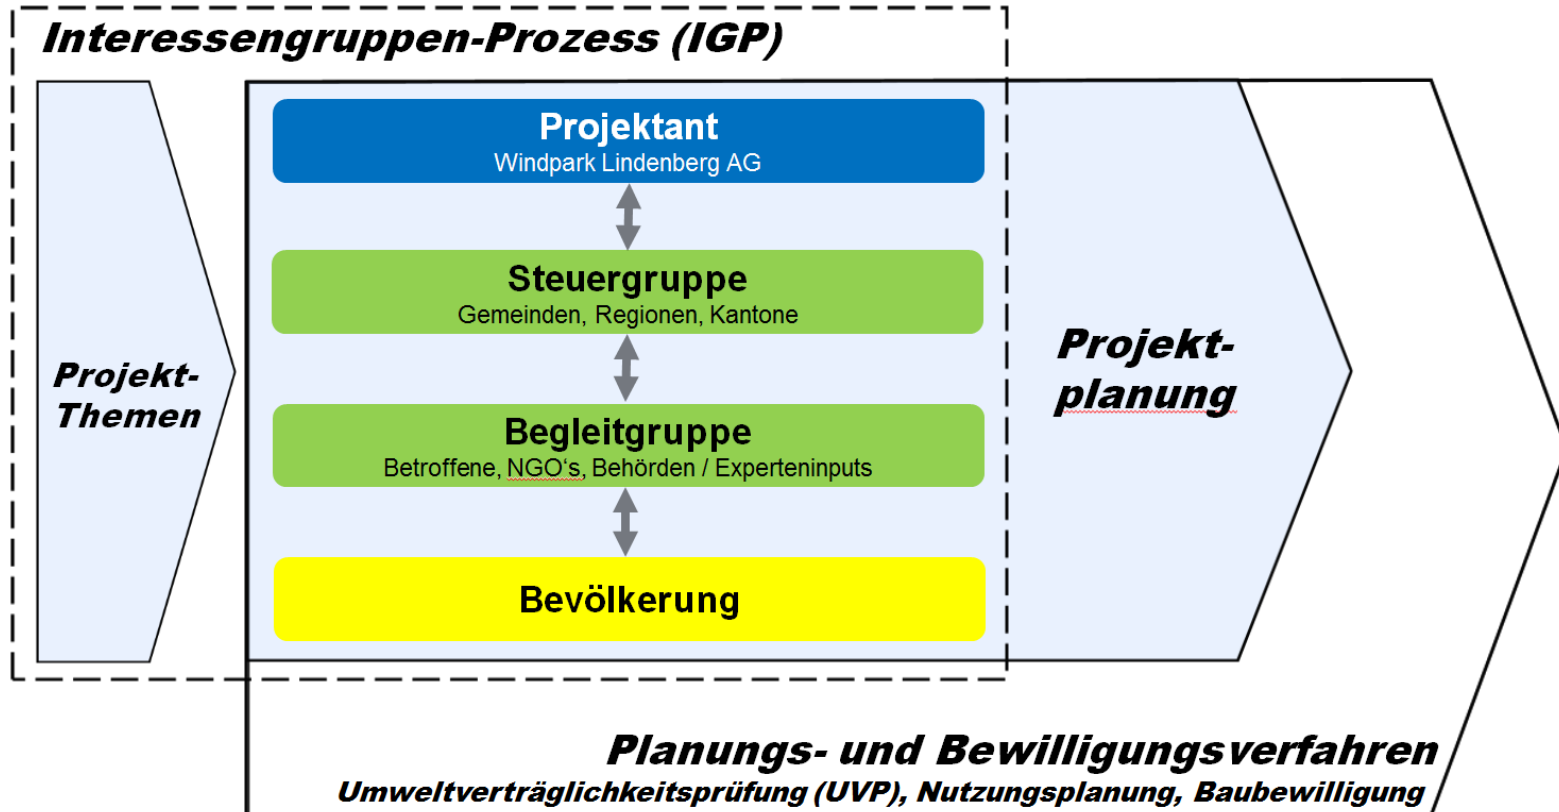 Interessengruppen-Prozess (IGP)
Projektant
Windpark Lindenberg AG
Steuergruppe
Gemeinden, Regionen, Kantone
Projekt-
Themen
Begleitgruppe
Betroffene, NGO‘s, Behörden / Experteninputs
Bevölkerung
Projekt-
planung
Planungs- und Bewilligungsverfahren
Umweltverträglichkeitsprüfung (UVP), Nutzungsplanung, Baubewilligung